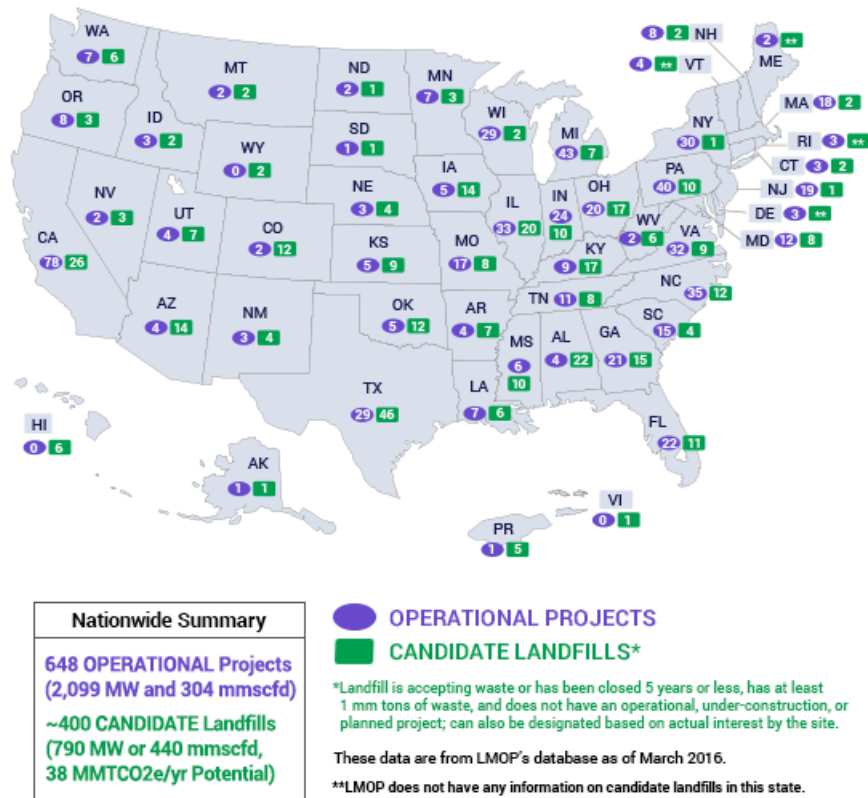 WA
7 6
OR
8 3
CA
78 26
NV
2 3
ID
3 2
MT
2 2
WY
0 2
UT
4 7
AZ
4 14
CO
2 12
NM
3 4
ND
2 1
SD
1 1
NE
3 4
KS
5 9
OK
5 12
TX
29 46
MN
7 3
IA
5 14
MO
17 8
AR
4 7
LA
7 6
WI
29 2
IL
33 20
MI
43 7
IN
24
10
OH
20 17
KY
9 17
TN 11 8
MS
6
10
AL
4 22
GA
21 15
FL
22 11
SC
15 4
NC
35 12
VA
32 9
WV
2 6
PA
40 10
NY
30 1
8 2 NH
4 ** VT
2 **
ME
MA 18 2
RI 3 **
CT 3 2
NJ 19 1
DE 3 **
MD 12 8
HI
0 6
AK
1 1
PR
1 5
VI
0 1
Nationwide Summary
648 OPERATIONAL Projects
(2,099 MW and 304 mmscfd)
~400 CANDIDATE Landfills
(790 MW or 440 mmscfd,
38 MMTCO2e/yr Potential)
OPERATIONAL PROJECTS
CANDIDATE LANDFILLS*
*Landfill is accepting waste or has been closed 5 years or less, has at least
1 mm tons of waste, and does not have an operational, under-construction, or
planned project; can also be designated based on actual interest by the site.
These data are from LMOP's database as of March 2016.
**LMOP does not have any information on candidate landfills in this state.